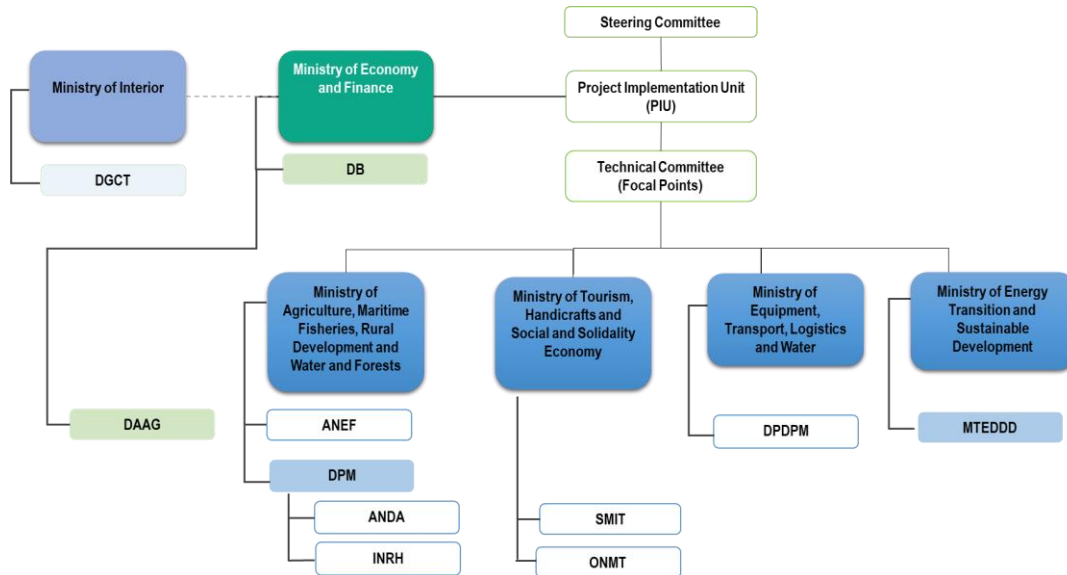 Steering Committee
Ministry of Interior
Ministry of Economy
and Finance
Project Implementation Unit
(PIU)
DGCT
DB
Technical Committee
(Focal Points)
Ministry of
Agriculture, Maritime
Fisheries, Rural
Development and
Water and Forests
Ministry of Tourism,
Handicrafts and
Social and Solidality
Economy
Ministry of
Equipment,
Transport, Logistics
and Water
Ministry of Energy
Transition and
Sustainable
Development
DAAG
ANEF
DPDPM
MTEDDD
DPM
ANDA
SMIT
INRH
ONMT